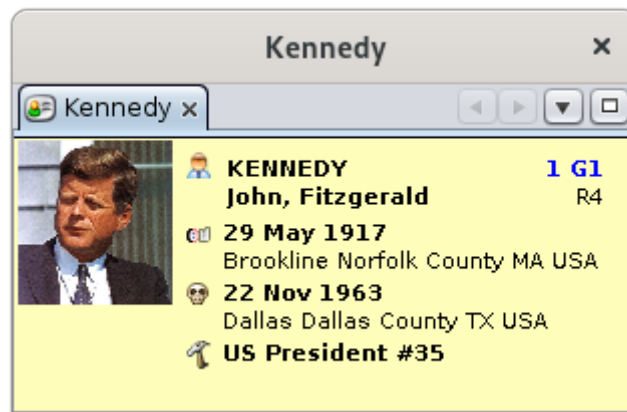 Kennedy
Kennedy
KENNEDY 1 G1
John, Fitzgerald R4
29 May 1917
Brookline Norfolk County MA USA
22 Nov 1963
Dallas Dallas County TX USA
US President #35